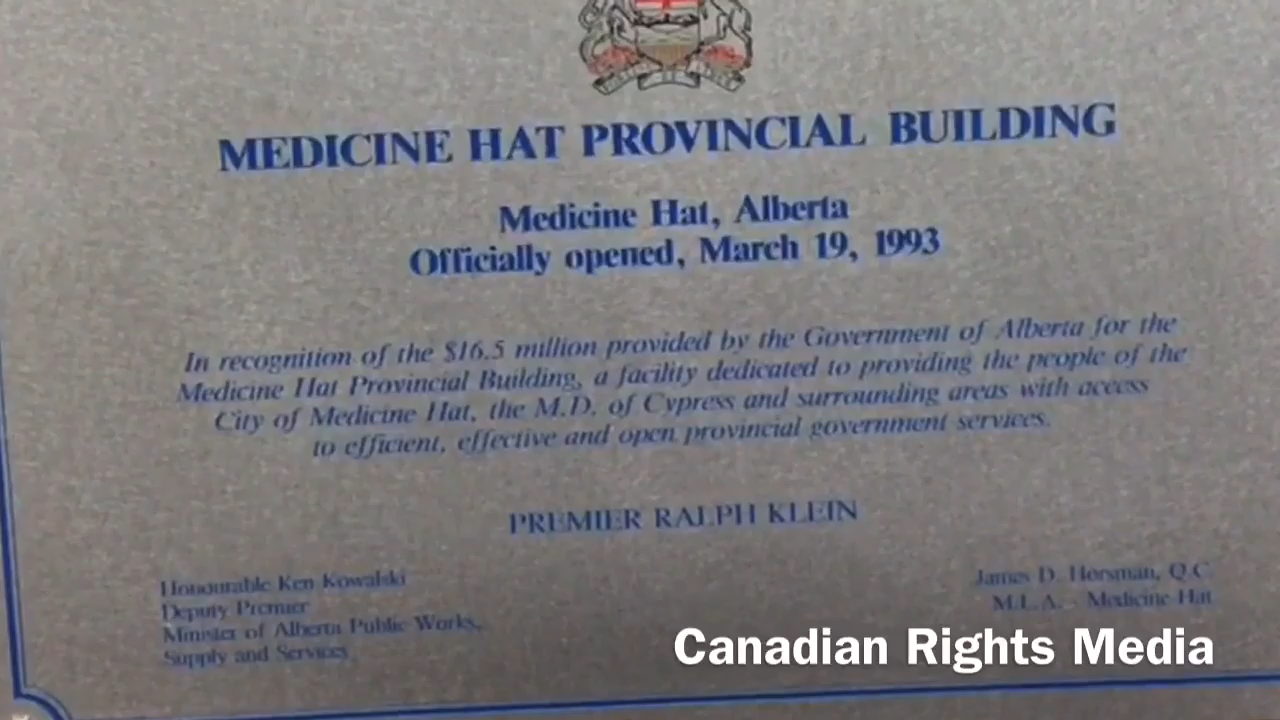 MEDICINE HAT PROVINCIAL BUILDING
Medicine Hat, Alberta
Officially opened, March 19, 1993
In recognition of the $16.5 million provided by the Government of Alberta for the
Medicine Hat Provincial Building, a facility dedicated to providing the people of the
City of Medicine Hat, the M.D. of Cypress and surrounding areas with access
to efficient, effective and open provincial government services.
PREMIER RALPH KLEIN
Honourable Ken Kowalski
Deputy Premier
Minister of Alberta Public Works,
Supply and Services
James D. Horsman, Q.C.
M.L.A. - Medicine Hat
Canadian Rights Media